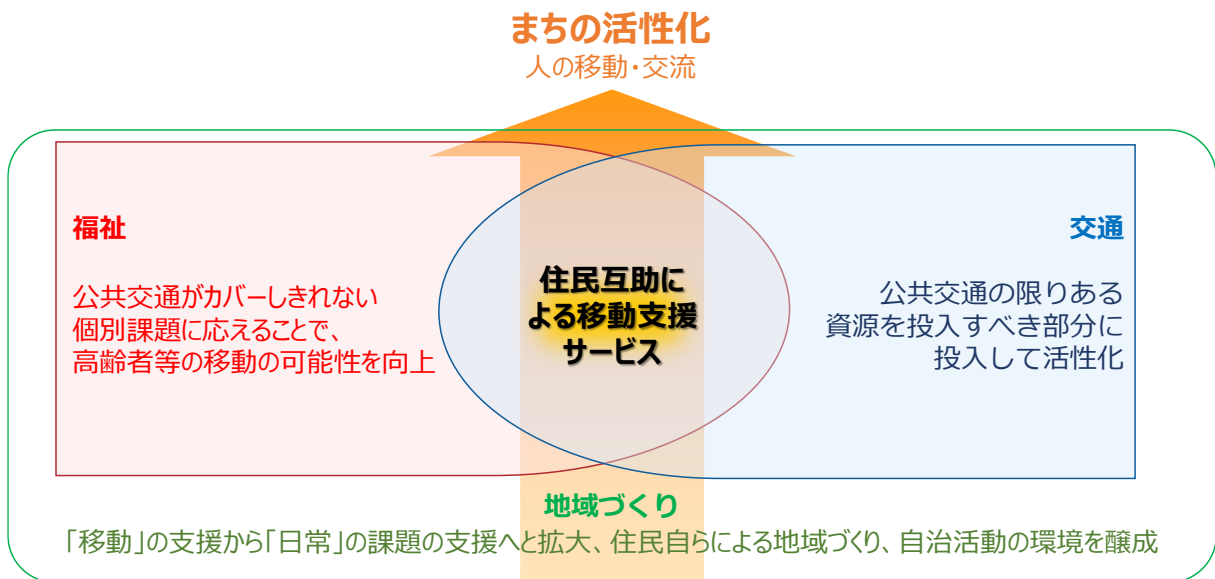 まちの活性化
人の移動・交流
福祉
公共交通がカバーしきれない
個別課題に応えることで、
高齢者等の移動の可能性を向上
住民互助に
よる移動支援
サービス
交通
公共交通の限りある
資源を投入すべき部分に
投入して活性化
地域づくり
「移動」の支援から「日常」の課題の支援へと拡大、住民自らによる地域づくり、自治活動の環境を醸成